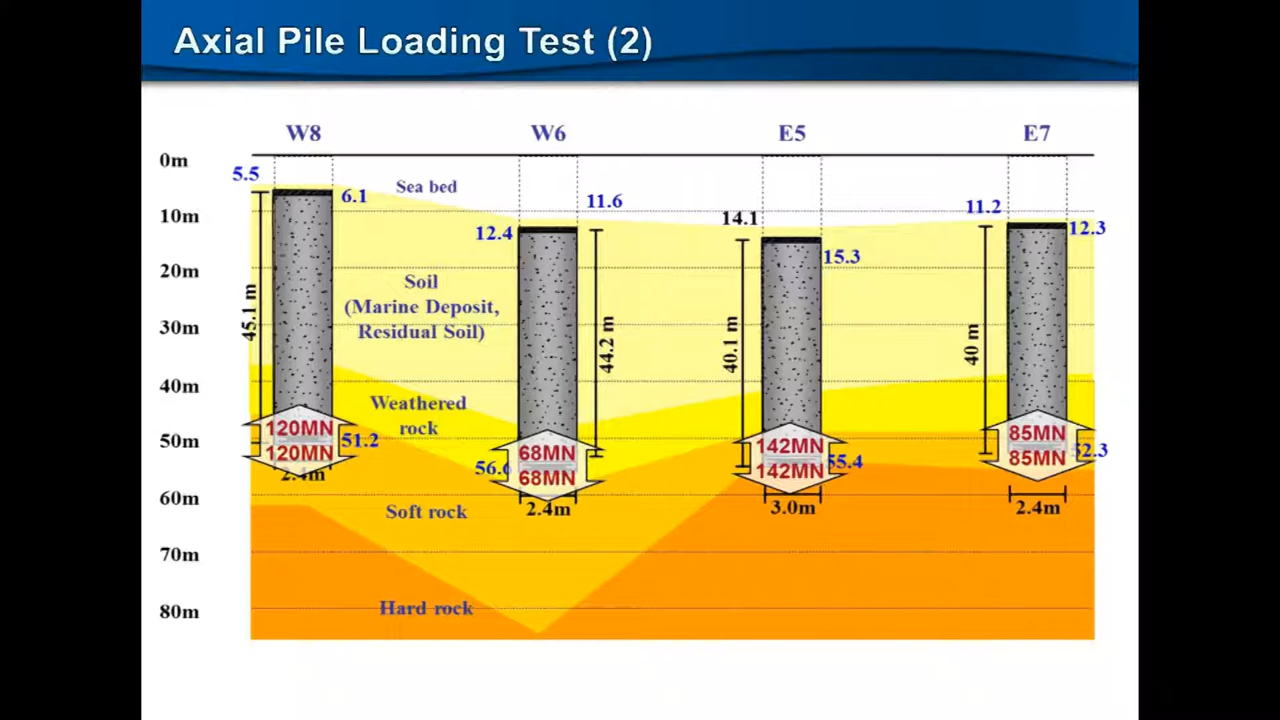 Axial Pile Loading Test (2)
W8
W6
E5
E7
0m
5.5
6.1
Sea bed
11.6
14.1
11.2
10m
12.4
12.3
15.3
20m
Soil
(Marine Deposit,
Residual Soil)
45.1 m
44.2 m
40.1 m
40 m
30m
40m
Weathered
rock
120MN
120MN
51.2
2.4m
68MN
68MN
2.4m
142MN
142MN
55.4
3.0m
85MN
85MN
52.3
2.4m
50m
60m
Soft rock
70m
80m
Hard rock